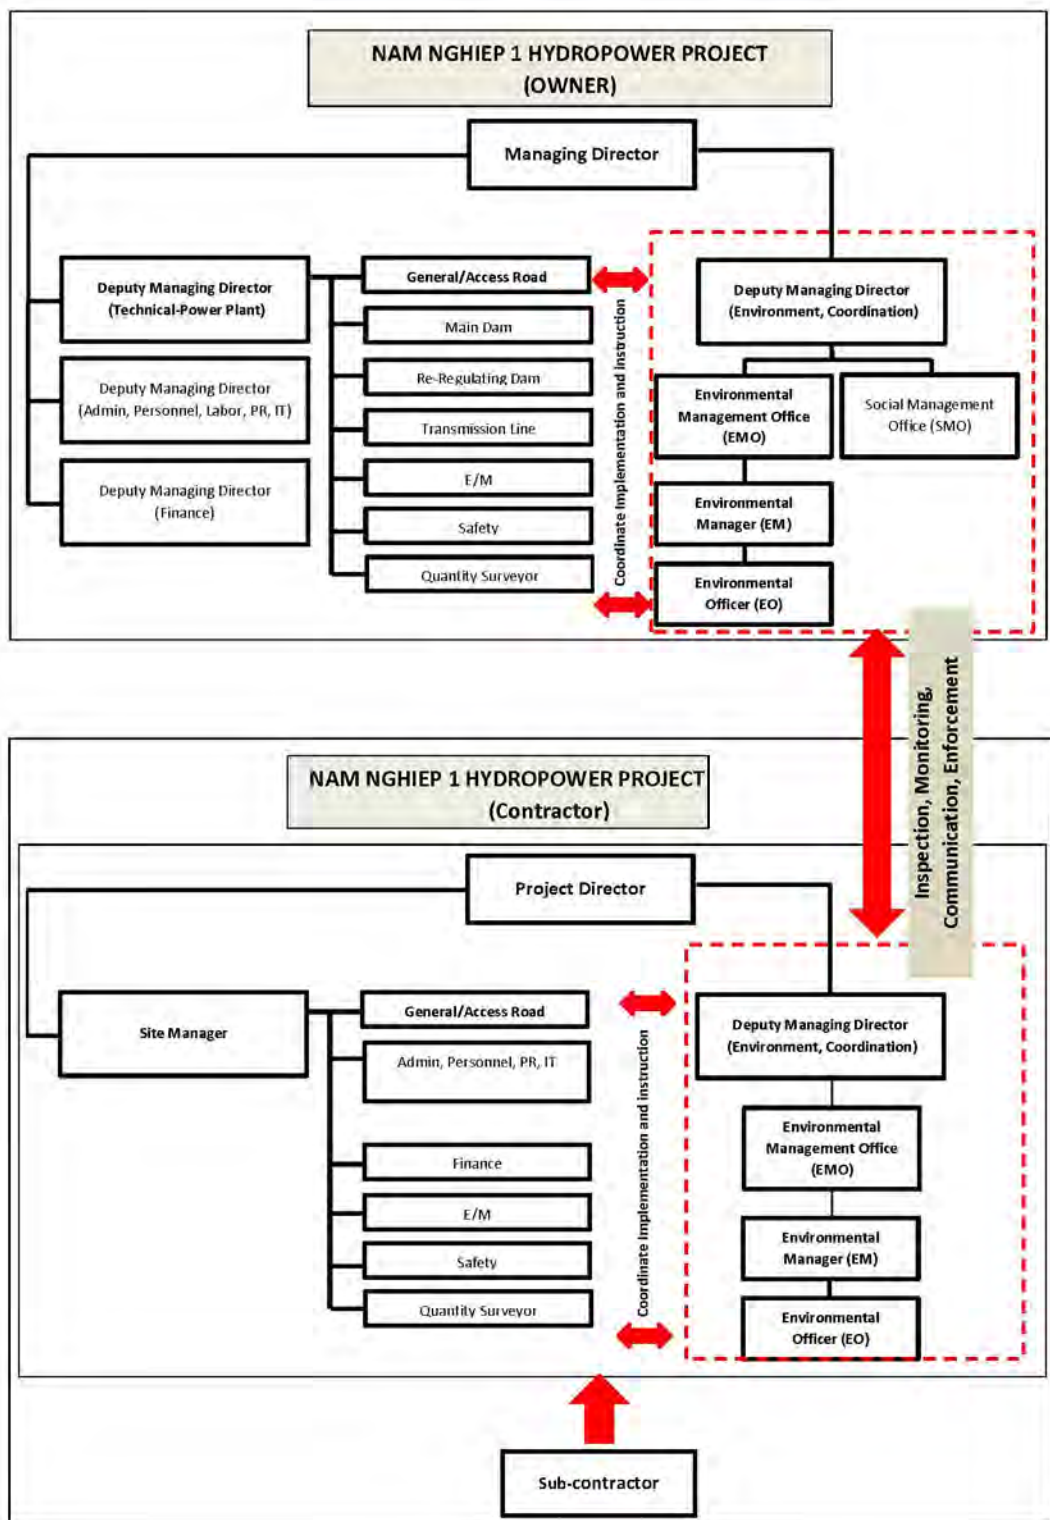 NAM NGHIEP 1 HYDROPOWER PROJECT
(OWNER)
Managing Director
Deputy Managing Director
(Technical-Power Plant)
Deputy Managing Director
(Admin, Personnel, Labor, PR, IT)
Deputy Managing Director
(Finance)
General/Access Road
Main Dam
Re-Regulating Dam
Transmission Line
E/M
Safety
Quantity Surveyor
Coordinate Implementation and instruction
Deputy Managing Director
(Environment, Coordination)
Environmental
Management Office
(EMO)
Social Management
Office (SMO)
Environmental
Manager (EM)
Environmental
Officer (EO)
Inspection, Monitoring,
Communication, Enforcement
NAM NGHIEP 1 HYDROPOWER PROJECT
(Contractor)
Project Director
Site Manager
General/Access Road
Admin, Personnel, PR, IT
Finance
E/M
Safety
Quantity Surveyor
Coordinate Implementation and instruction
Deputy Managing Director
(Environment, Coordination)
Environmental
Management Office
(EMO)
Environmental
Manager (EM)
Environmental
Officer (EO)
Sub-contractor